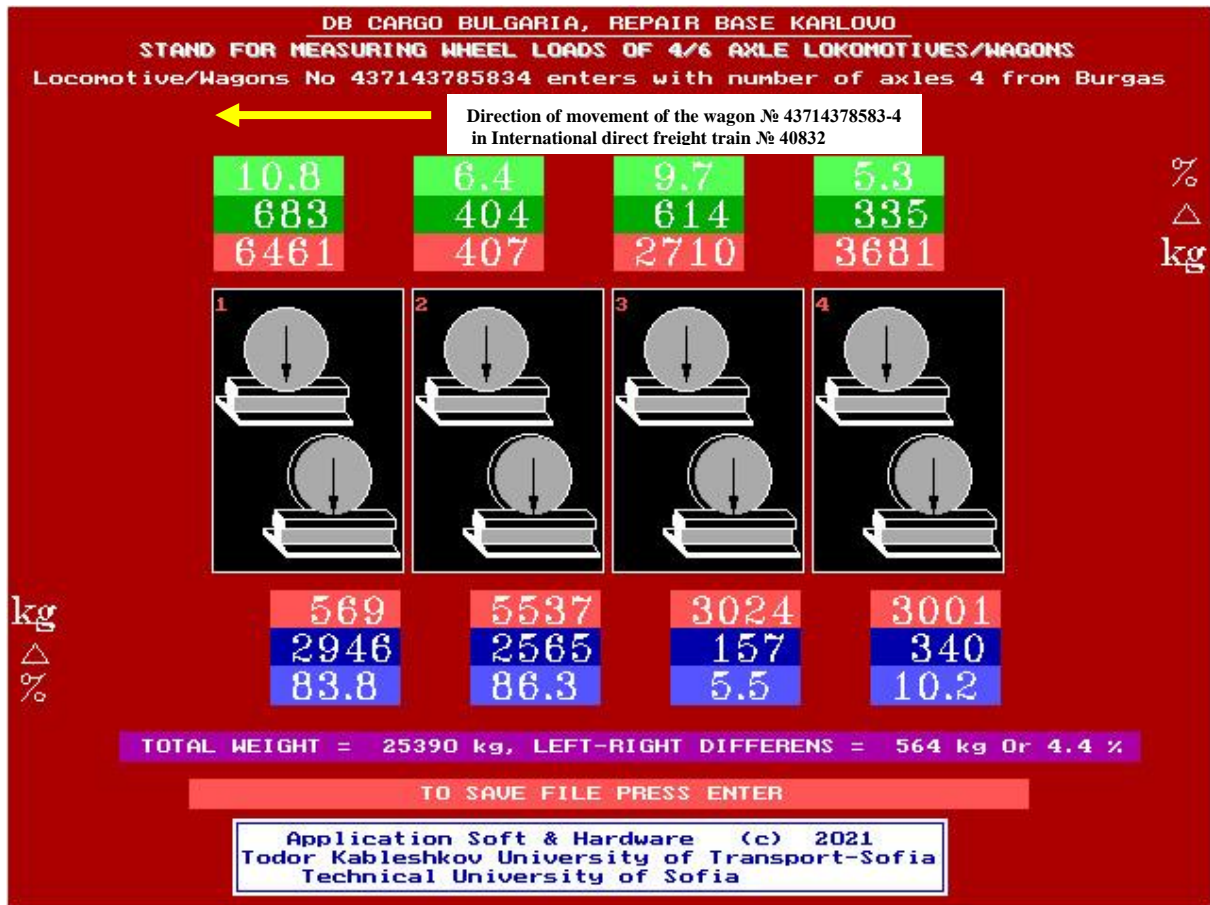 DB CARGO BULGARIA, REPAIR BASE KARLOVO
STAND FOR MEASURING WHEEL LOADS OF 4/6 AXLE LOKOMOTIVES/WAGONS
Locomotive/Wagons No 437143785834 enters with number of axles 4 from Burgas
Direction of movement of the wagon № 43714378583-4
in International direct freight train № 40832
10.8 6.4 9.7 5.3 %
683 404 614 335 △
6461 407 2710 3681 kg
1 2 3 4
kg 569 5537 3024 3001
△ 2946 2565 157 340
% 83.8 86.3 5.5 10.2
TOTAL WEIGHT = 25390 kg, LEFT-RIGHT DIFFERENS = 564 kg Or 4.4 %
TO SAVE FILE PRESS ENTER
Application Soft & Hardware (c) 2021
Todor Kableshkov University of Transport-Sofia
Technical University of Sofia